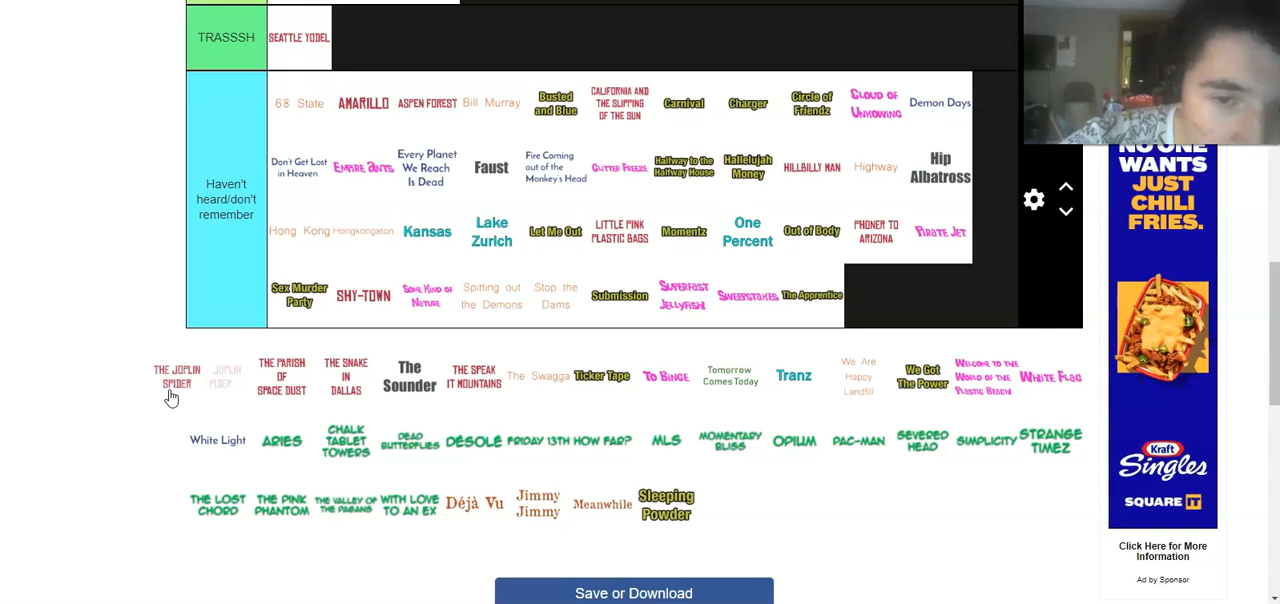 TRASSSH
SEATTLE YODEL
Haven't
heard/don't
remember
68 State
AMARILLO
ASPEN FOREST
Bill Murray
Busted
and Blue
CALIFORNIA AND
THE SLIPPING
OF THE SUN
Carnival
Charger
Circle of
Friendz
CLOUD OF
UNKOWING
Demon Days
Don't Get Lost
in Heaven
EMPIRE ANTS
Every Planet
We Reach
Is Dead
Faust
Fire Coming
out of the
Monkey's Head
GLITTER FREEZE
Halfway to the
Halfway House
Hallelujah
Money
HILLBILLY MAN
Highway
Hip
Albatross
Hong Kong
Hongkongaton
Kansas
Lake
Zurich
Let Me Out
LITTLE PINK
PLASTIC BAGS
Momentz
One
Percent
Out of Body
PHONER TO
ARIZONA
PIRATE JET
Sex Murder
Party
SHY-TOWN
SOME KIND OF
NATURE
Spitting out
the Demons
Stop the
Dams
Submission
SUPERFAST
JELLYFISH
SWEEPSTAKES
The Apprentice
THE JOPLIN
SPIDER
JOPLIN
PIDER
THE PARISH
OF
SPACE DUST
THE SNAKE
IN
DALLAS
The
Sounder
THE SPEAK
IT MOUNTAINS
The Swagga
Ticker Tape
TO BINGE
Tomorrow
Comes Today
Tranz
We Are
Happy
Landfill
We Got
The Power
WELCOME TO THE
WORLD OF THE
PLASTIC BEACH
WHITE FLAG
White Light
ARIES
CHALK
TABLET
TOWERS
DEAD
BUTTERFLIES
DÉSOLÉ
FRIDAY 13TH
HOW FAR?
MLS
MOMENTARY
BLISS
OPIUM
PAC-MAN
SEVERED
HEAD
SIMPLICITY
STRANGE
TIMEZ
THE LOST
CHORD
THE PINK
PHANTOM
THE VALLEY OF
THE PAGANS
WITH LOVE
TO AN EX
Déjà Vu
Jimmy
Jimmy
Meanwhile
Sleeping
Powder
Save or Download
NO ONE
WANTS
JUST
CHILI
FRIES.
Kraft
Singles
SQUARE IT
Click Here for More
Information
Ad by Sponsor